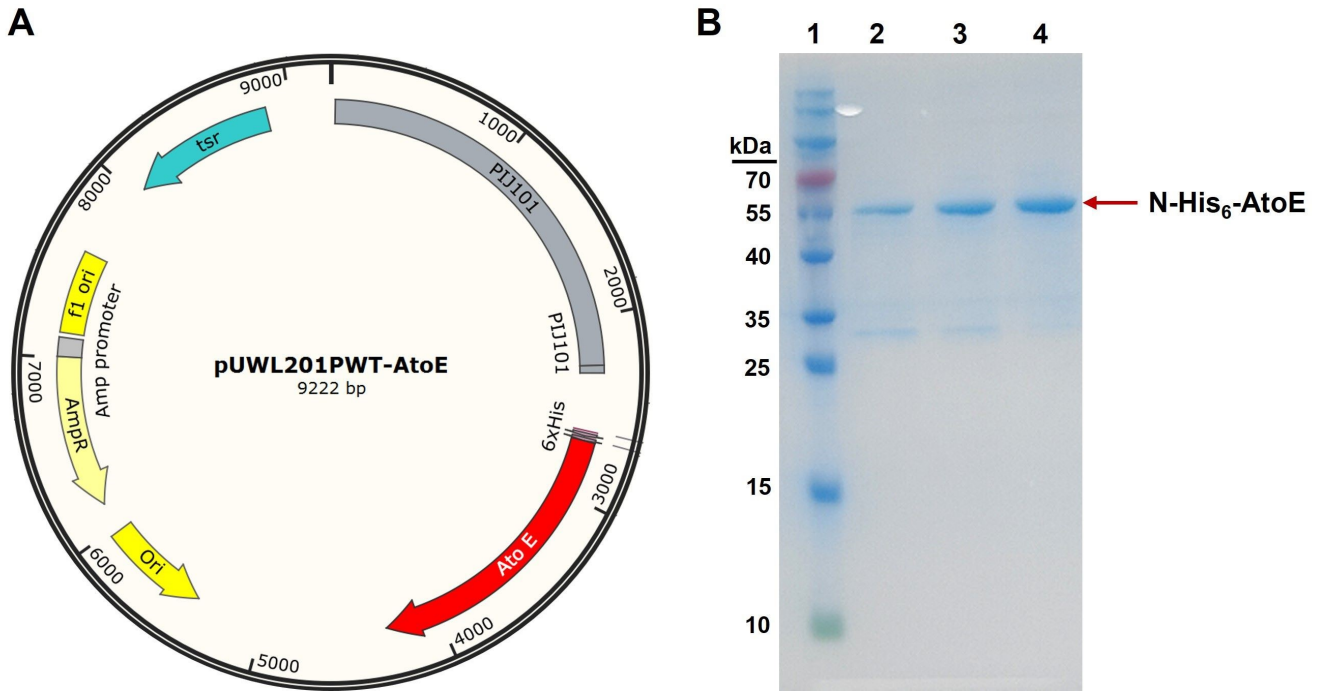 A
9000
1000
2000
3000
4000
5000
6000
7000
8000
tsr
PIJ101
PIJ101
6xHis
Ato E
Ori
AmpR
Amp promoter
f1 ori
pUWL201PWT-AtoE
9222 bp
B
1 2 3 4
kDa
70
55
40
35
25
15
10
N-His₆-AtoE